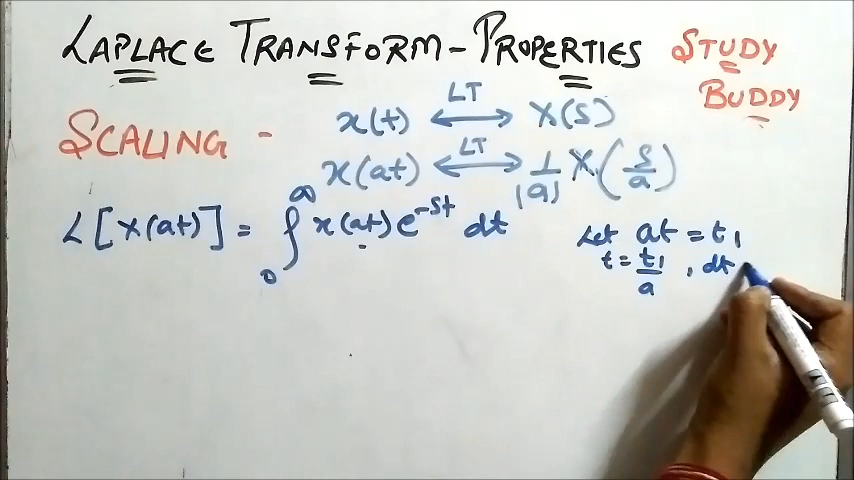 LAPLACE TRANSFORM - PROPERTIES STUDY
BUDDY
SCALING - x(t) ⟷ LT X(S)
x(at) ⟷ LT 1/|a| X(S/a)
L[X(at)] = ∫₀^∞ x(at) e^-St dt
Let at = t₁
t = t₁/a , dt